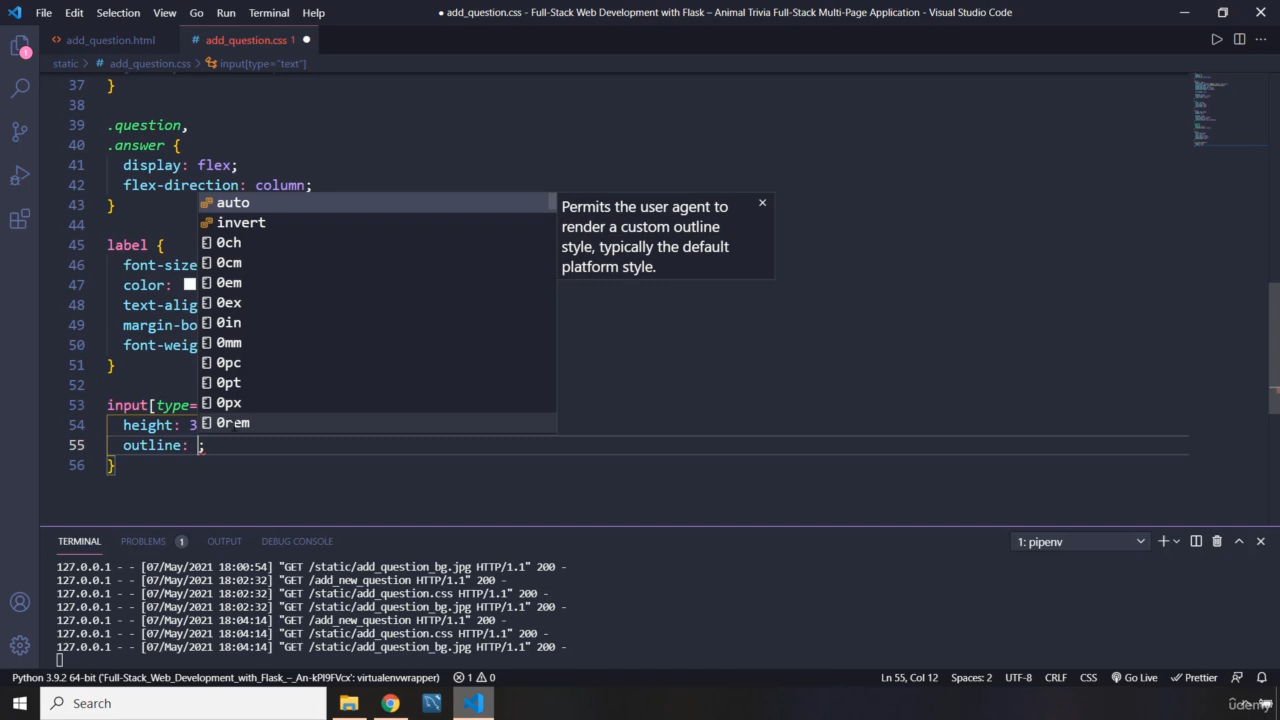 File Edit Selection View Go Run Terminal Help
● add_question.css - Full-Stack Web Development with Flask – Animal Trivia Full-Stack Multi-Page Application - Visual Studio Code
1
<> add_question.html
# add_question.css 1 ●
static > # add_question.css > input[type="text"]
37 }
38
39 .question,
40 .answer {
41 display: flex;
42 flex-direction: column;
43 }
44
45 label {
46 font-size
47 color:
48 text-alig
49 margin-bo
50 font-weig
51 }
52
53 input[type=
54 height: 3
55 outline: ;
56 }
auto
invert
0ch
0cm
0em
0ex
0in
0mm
0pc
0pt
0px
0rem
Permits the user agent to
render a custom outline
style, typically the default
platform style.
TERMINAL PROBLEMS 1 OUTPUT DEBUG CONSOLE
1: pipenv
127.0.0.1 - - [07/May/2021 18:00:54] "GET /static/add_question_bg.jpg HTTP/1.1" 200 -
127.0.0.1 - - [07/May/2021 18:02:32] "GET /add_new_question HTTP/1.1" 200 -
127.0.0.1 - - [07/May/2021 18:02:32] "GET /static/add_question.css HTTP/1.1" 200 -
127.0.0.1 - - [07/May/2021 18:02:32] "GET /static/add_question_bg.jpg HTTP/1.1" 200 -
127.0.0.1 - - [07/May/2021 18:04:14] "GET /add_new_question HTTP/1.1" 200 -
127.0.0.1 - - [07/May/2021 18:04:14] "GET /static/add_question.css HTTP/1.1" 200 -
127.0.0.1 - - [07/May/2021 18:04:14] "GET /static/add_question_bg.jpg HTTP/1.1" 200 -
Python 3.9.2 64-bit ('Full-Stack_Web_Development_with_Flask_–_An-kPI9FVcx': virtualenvwrapper) 1 0
Ln 55, Col 12 Spaces: 2 UTF-8 CRLF CSS Go Live Prettier
Search
Udemy